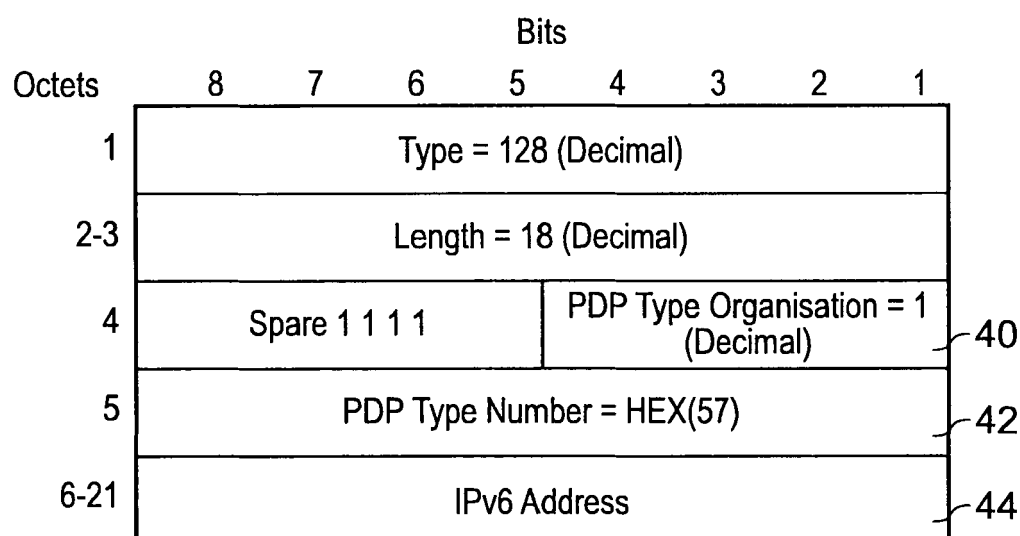 Bits
Octets 8 7 6 5 4 3 2 1
1 Type = 128 (Decimal)
2-3 Length = 18 (Decimal)
4 Spare 1 1 1 1 PDP Type Organisation = 1
(Decimal) 40
5 PDP Type Number = HEX(57) 42
6-21 IPv6 Address 44